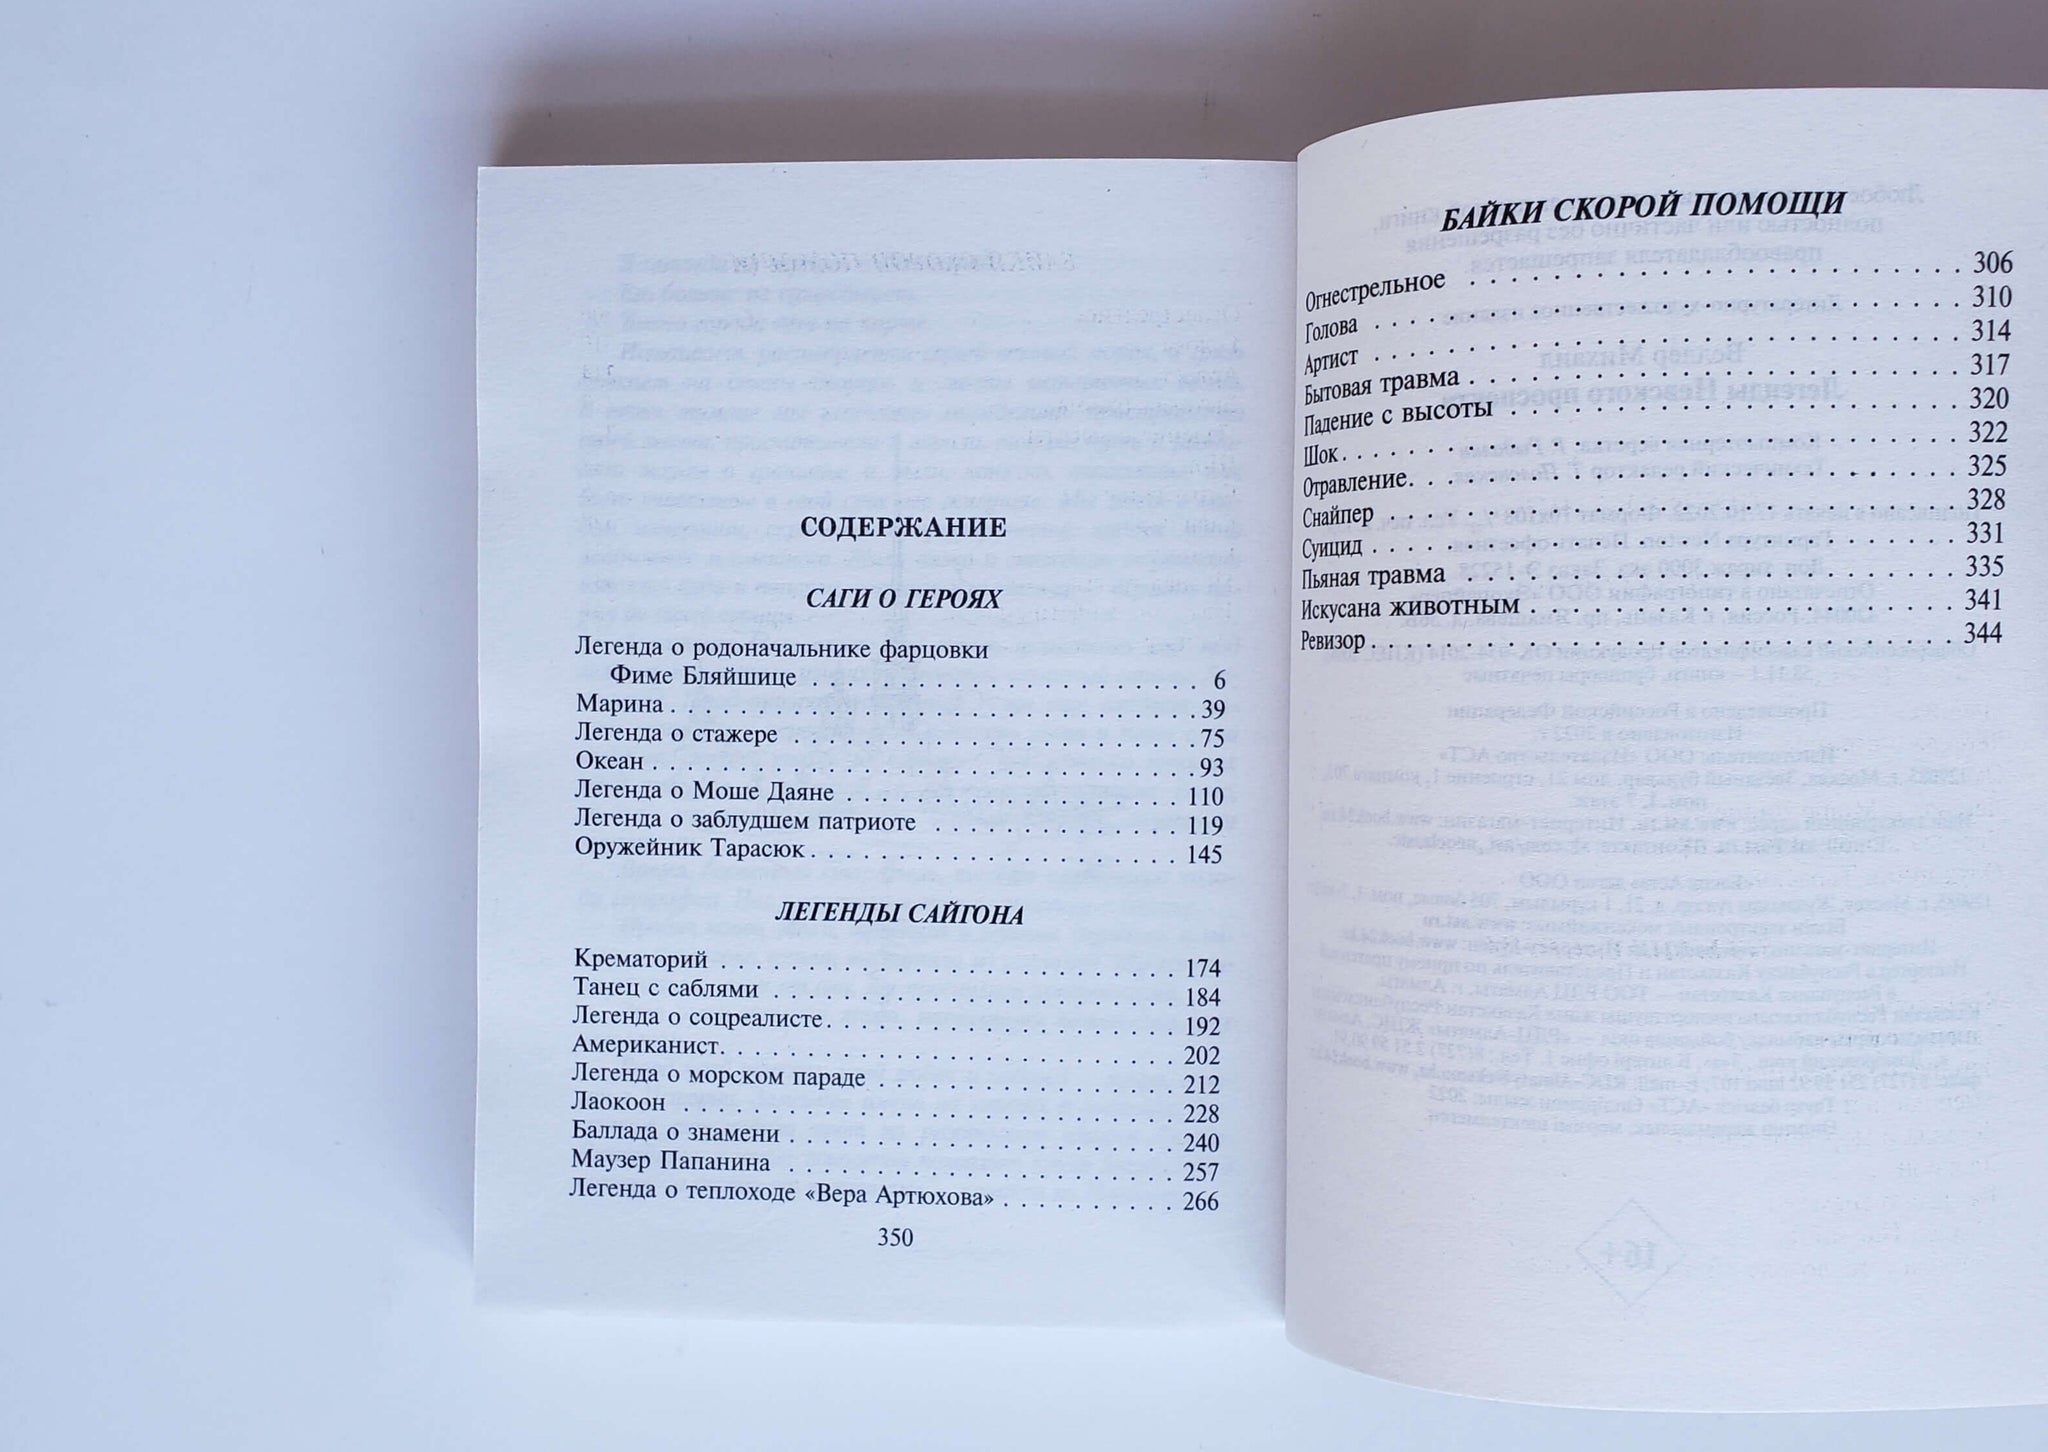 СОДЕРЖАНИЕ
САГИ О ГЕРОЯХ
Легенда о родоначальнике фарцовки
Фиме Бляйшице . . . . . . . . . . . . . . . . . . . . . . . . 6
Марина . . . . . . . . . . . . . . . . . . . . . . . . . . . . . . . . 39
Легенда о стажере . . . . . . . . . . . . . . . . . . . . . . . . 75
Океан . . . . . . . . . . . . . . . . . . . . . . . . . . . . . . . . . 93
Легенда о Моше Даяне . . . . . . . . . . . . . . . . . . . . 110
Легенда о заблудшем патриоте . . . . . . . . . . . . . . 119
Оружейник Тарасюк . . . . . . . . . . . . . . . . . . . . . . 145
ЛЕГЕНДЫ САЙГОНА
Крематорий . . . . . . . . . . . . . . . . . . . . . . . . . . . . 174
Танец с саблями . . . . . . . . . . . . . . . . . . . . . . . . . 184
Легенда о соцреалисте . . . . . . . . . . . . . . . . . . . . . 192
Американист. . . . . . . . . . . . . . . . . . . . . . . . . . . . 202
Легенда о морском параде . . . . . . . . . . . . . . . . . . 212
Лаокоон . . . . . . . . . . . . . . . . . . . . . . . . . . . . . . . 228
Баллада о знамени . . . . . . . . . . . . . . . . . . . . . . . . 240
Маузер Папанина . . . . . . . . . . . . . . . . . . . . . . . . 257
Легенда о теплоходе «Вера Артюхова» . . . . . . . . . . 266
350
БАЙКИ СКОРОЙ ПОМОЩИ
Огнестрельное . . . . . . . . . . . . . . . . . . . . . . . . . . 306
Голова . . . . . . . . . . . . . . . . . . . . . . . . . . . . . . . . 310
Артист . . . . . . . . . . . . . . . . . . . . . . . . . . . . . . . . 314
Бытовая травма . . . . . . . . . . . . . . . . . . . . . . . . . . 317
Падение с высоты . . . . . . . . . . . . . . . . . . . . . . . . 320
Шок . . . . . . . . . . . . . . . . . . . . . . . . . . . . . . . . . . 322
Отравление. . . . . . . . . . . . . . . . . . . . . . . . . . . . . 325
Снайпер . . . . . . . . . . . . . . . . . . . . . . . . . . . . . . . 328
Суицид . . . . . . . . . . . . . . . . . . . . . . . . . . . . . . . . 331
Пьяная травма . . . . . . . . . . . . . . . . . . . . . . . . . . 335
Искусана животным . . . . . . . . . . . . . . . . . . . . . . 341
Ревизор . . . . . . . . . . . . . . . . . . . . . . . . . . . . . . . 344